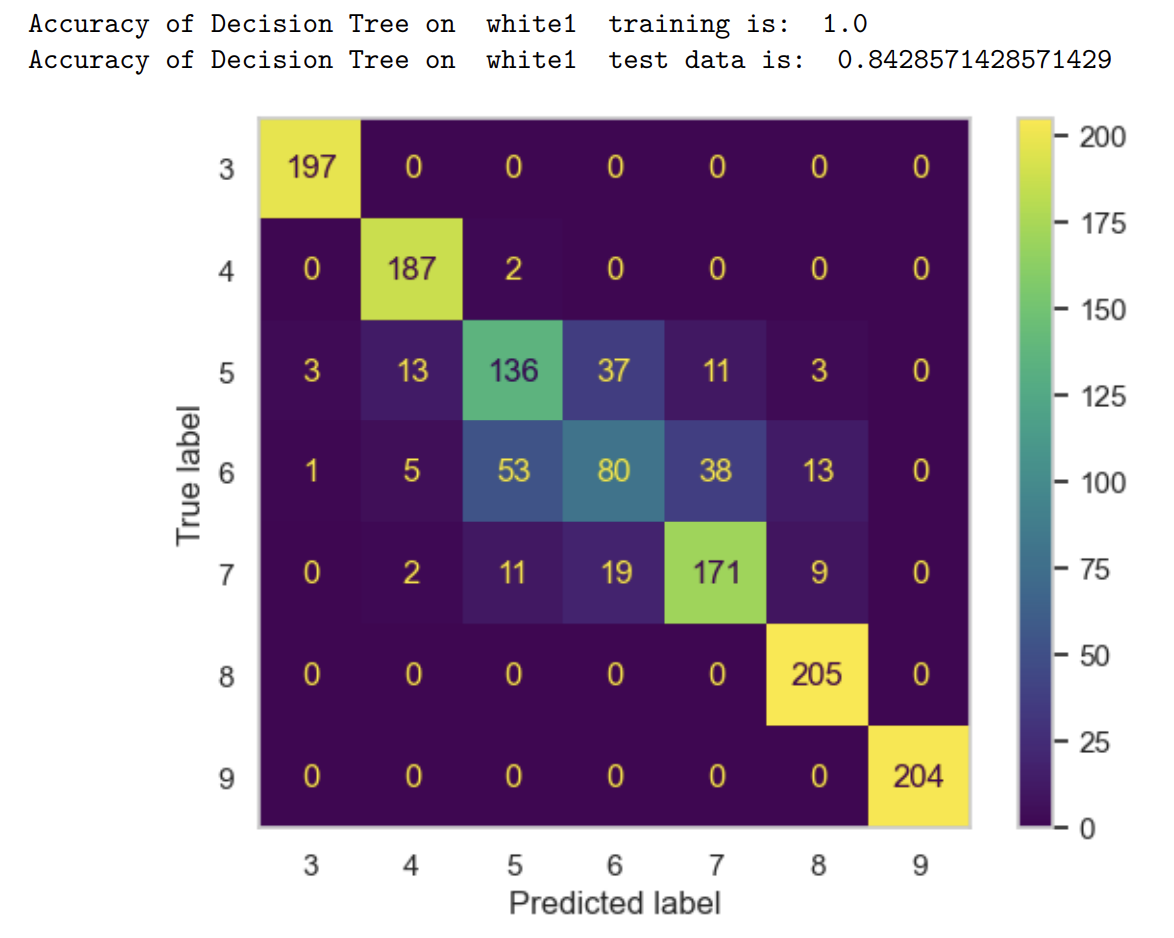 Accuracy of Decision Tree on white1 training is: 1.0
Accuracy of Decision Tree on white1 test data is: 0.8428571428571429
3 197 0 0 0 0 0 0
4 0 187 2 0 0 0 0
5 3 13 136 37 11 3 0
6 1 5 53 80 38 13 0
7 0 2 11 19 171 9 0
8 0 0 0 0 0 205 0
9 0 0 0 0 0 0 204
3 4 5 6 7 8 9
Predicted label
True label
200
175
150
125
100
75
50
25
0